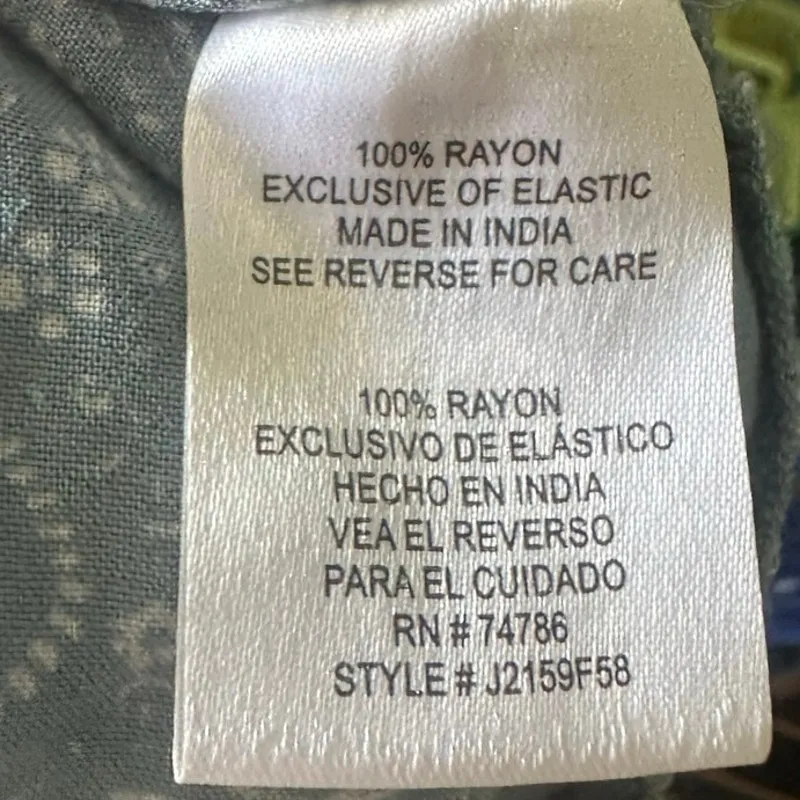 100% RAYON
EXCLUSIVE OF ELASTIC
MADE IN INDIA
SEE REVERSE FOR CARE
100% RAYON
EXCLUSIVO DE ELÁSTICO
HECHO EN INDIA
VEA EL REVERSO
PARA EL CUIDADO
RN # 74786
STYLE # J2159F58